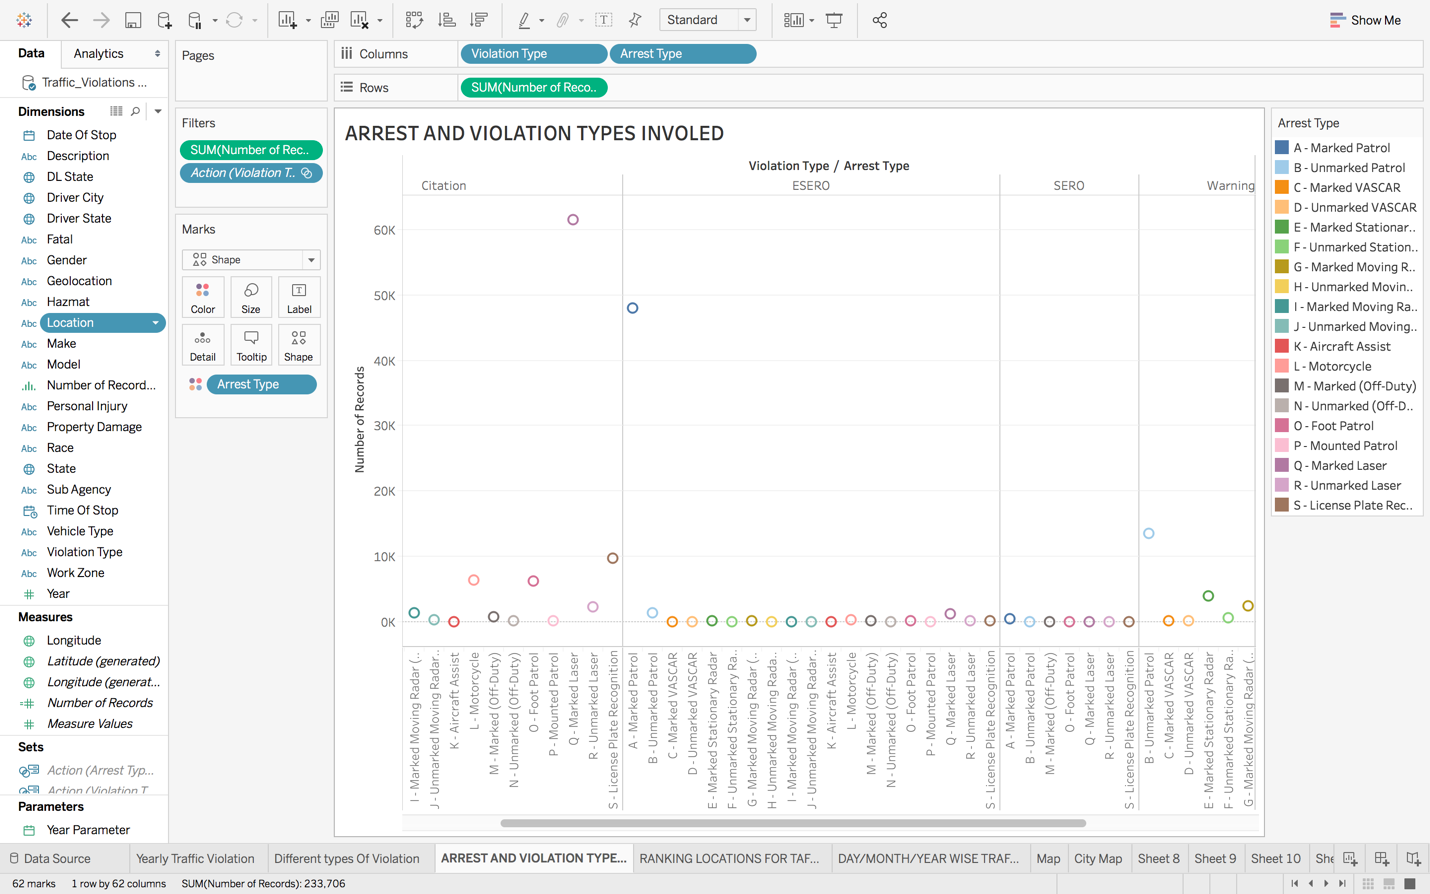 Standard
Show Me
Data
Analytics
Traffic_Violations ...
Dimensions
Date Of Stop
Abc Description
DL State
Driver City
Driver State
Abc Fatal
Abc Gender
Abc Geolocation
Abc Hazmat
Abc Location
Abc Make
Abc Model
Number of Record...
Abc Personal Injury
Abc Property Damage
Abc Race
State
Abc Sub Agency
Time Of Stop
Abc Vehicle Type
Abc Violation Type
Abc Work Zone
# Year
Measures
Longitude
Latitude (generated)
Longitude (generat...
Number of Records
# Measure Values
Sets
Action (Arrest Typ...
Action (Violation T...
Parameters
Year Parameter
Pages
Filters
SUM(Number of Rec..
Action (Violation T..
Marks
Shape
Color
Size
Label
Detail
Tooltip
Shape
Arrest Type
Columns
Violation Type
Arrest Type
Rows
SUM(Number of Reco..
ARREST AND VIOLATION TYPES INVOLED
Violation Type / Arrest Type
Citation
ESERO
SERO
Warning
Number of Records
60K
50K
40K
30K
20K
10K
0K
I - Marked Moving Radar (..
J - Unmarked Moving Radar..
K - Aircraft Assist
L - Motorcycle
M - Marked (Off-Duty)
N - Unmarked (Off-Duty)
O - Foot Patrol
P - Mounted Patrol
Q - Marked Laser
R - Unmarked Laser
S - License Plate Recognition
A - Marked Patrol
B - Unmarked Patrol
C - Marked VASCAR
D - Unmarked VASCAR
E - Marked Stationary Radar
F - Unmarked Stationary Ra..
G - Marked Moving Radar (..
H - Unmarked Moving Rada..
I - Marked Moving Radar (..
J - Unmarked Moving Radar..
K - Aircraft Assist
L - Motorcycle
M - Marked (Off-Duty)
N - Unmarked (Off-Duty)
O - Foot Patrol
P - Mounted Patrol
Q - Marked Laser
R - Unmarked Laser
S - License Plate Recognition
A - Marked Patrol
B - Unmarked Patrol
M - Marked (Off-Duty)
O - Foot Patrol
Q - Marked Laser
R - Unmarked Laser
S - License Plate Recognition
B - Unmarked Patrol
C - Marked VASCAR
D - Unmarked VASCAR
E - Marked Stationary Radar
F - Unmarked Stationary Ra..
G - Marked Moving Radar (..
Arrest Type
A - Marked Patrol
B - Unmarked Patrol
C - Marked VASCAR
D - Unmarked VASCAR
E - Marked Stationar..
F - Unmarked Station..
G - Marked Moving R..
H - Unmarked Movin..
I - Marked Moving Ra..
J - Unmarked Moving..
K - Aircraft Assist
L - Motorcycle
M - Marked (Off-Duty)
N - Unmarked (Off-D..
O - Foot Patrol
P - Mounted Patrol
Q - Marked Laser
R - Unmarked Laser
S - License Plate Rec..
Data Source
Yearly Traffic Violation
Different types Of Violation
ARREST AND VIOLATION TYPE...
RANKING LOCATIONS FOR TAF...
DAY/MONTH/YEAR WISE TRAF...
Map
City Map
Sheet 8
Sheet 9
Sheet 10
She
62 marks
1 row by 62 columns
SUM(Number of Records): 233,706